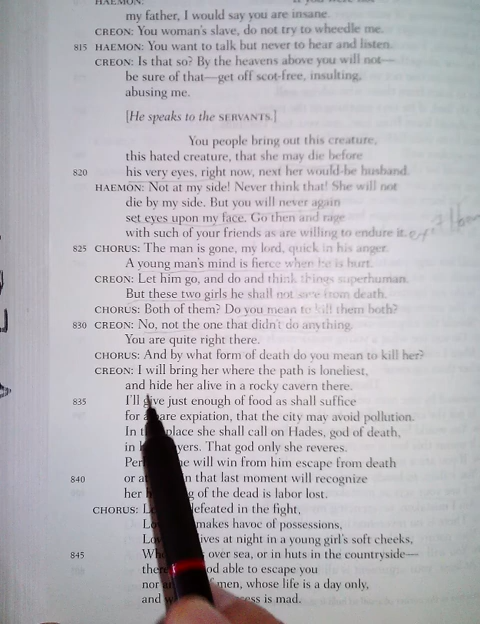 HAEMON:
my father, I would say you are insane.
CREON: You woman's slave, do not try to wheedle me.
815 HAEMON: You want to talk but never to hear and listen.
CREON: Is that so? By the heavens above you will not—
be sure of that—get off scot-free, insulting,
abusing me.
[He speaks to the SERVANTS.]
You people bring out this creature,
this hated creature, that she may die before
820 his very eyes, right now, next her would-be husband.
HAEMON: Not at my side! Never think that! She will not
die by my side. But you will never again
set eyes upon my face. Go then and rage
with such of your friends as are willing to endure it.
825 CHORUS: The man is gone, my lord, quick in his anger.
A young man's mind is fierce when he is hurt.
CREON: Let him go, and do and think things superhuman.
But these two girls he shall not save from death.
CHORUS: Both of them? Do you mean to kill them both?
830 CREON: No, not the one that didn't do anything.
You are quite right there.
CHORUS: And by what form of death do you mean to kill her?
CREON: I will bring her where the path is loneliest,
and hide her alive in a rocky cavern there.
835 I'll give just enough of food as shall suffice
for a bare expiation, that the city may avoid pollution.
In place she shall call on Hades, god of death,
in yers. That god only she reveres.
will win from him escape from death
840 or at that last moment will recognize
her of the dead is labor lost.
CHORUS: defeated in the fight,
makes havoc of possessions,
lives at night in a young girl's soft cheeks,
845 over sea, or in huts in the countryside—
god able to escape you
nor men, whose life is a day only,
and is mad.